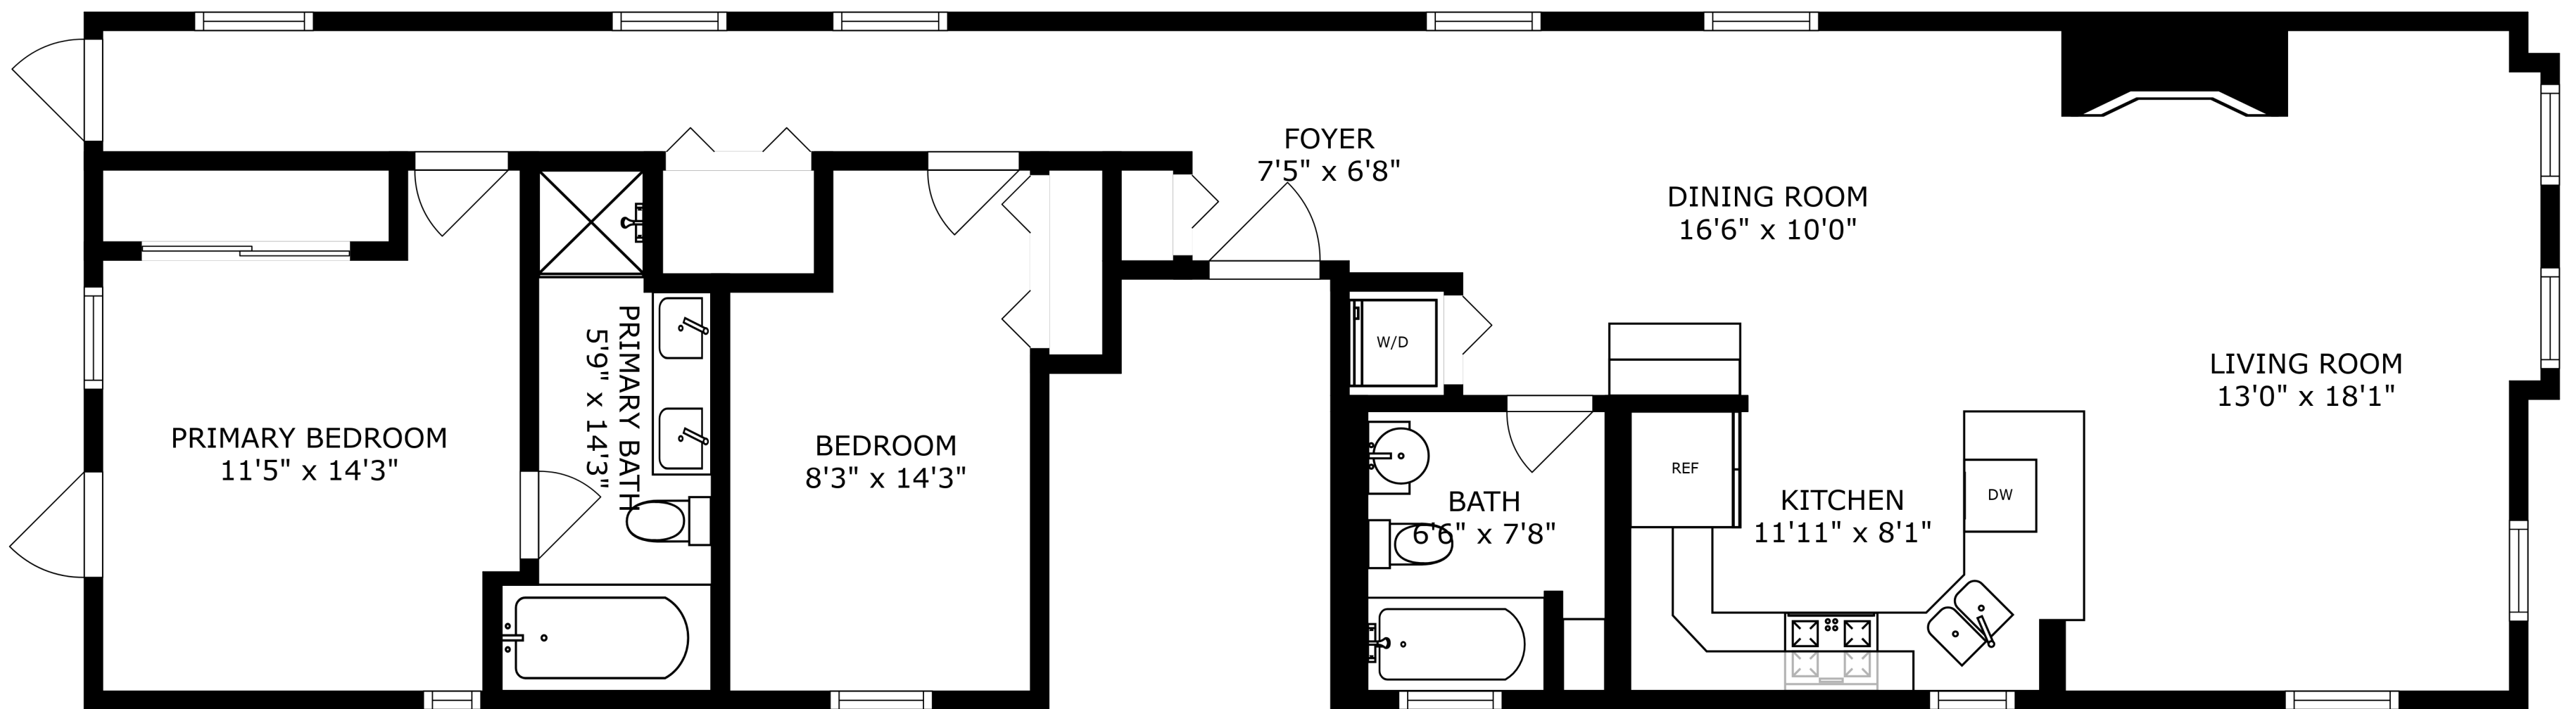 FOYER
7'5" x 6'8"
DINING ROOM
16'6" x 10'0"
W/D
PRIMARY BATH
5'9" x 14'3"
LIVING ROOM
13'0" x 18'1"
PRIMARY BEDROOM
11'5" x 14'3"
BEDROOM
8'3" x 14'3"
REF
BATH
6'6" x 7'8"
KITCHEN
11'11" x 8'1"
DW